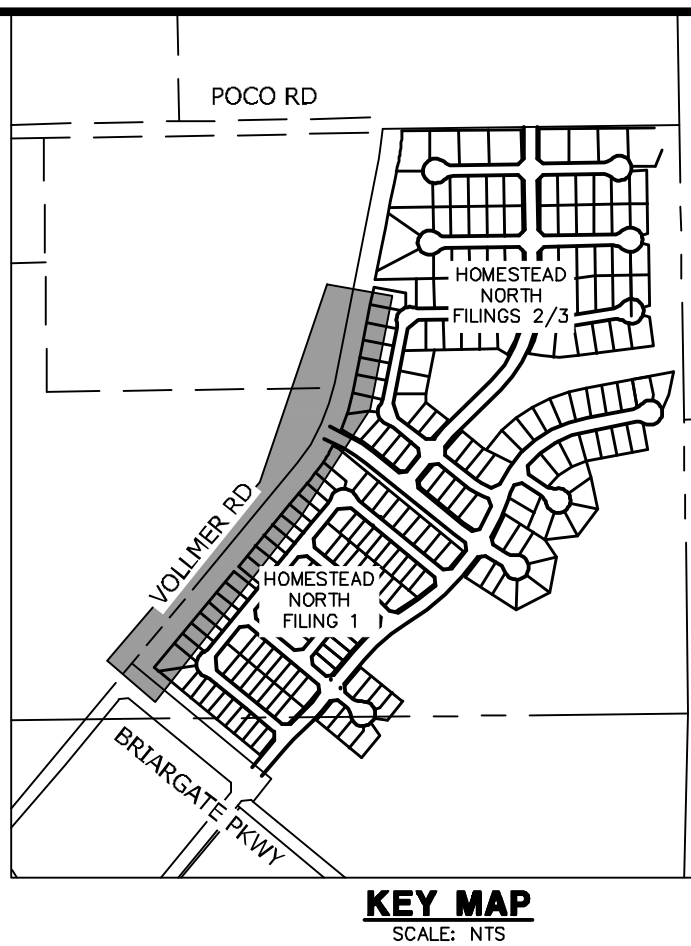 POCO RD
HOMESTEAD
NORTH
FILINGS 2/3
VOLLMER RD
HOMESTEAD
NORTH
FILING 1
BRIARGATE PKWY
KEY MAP
SCALE: NTS